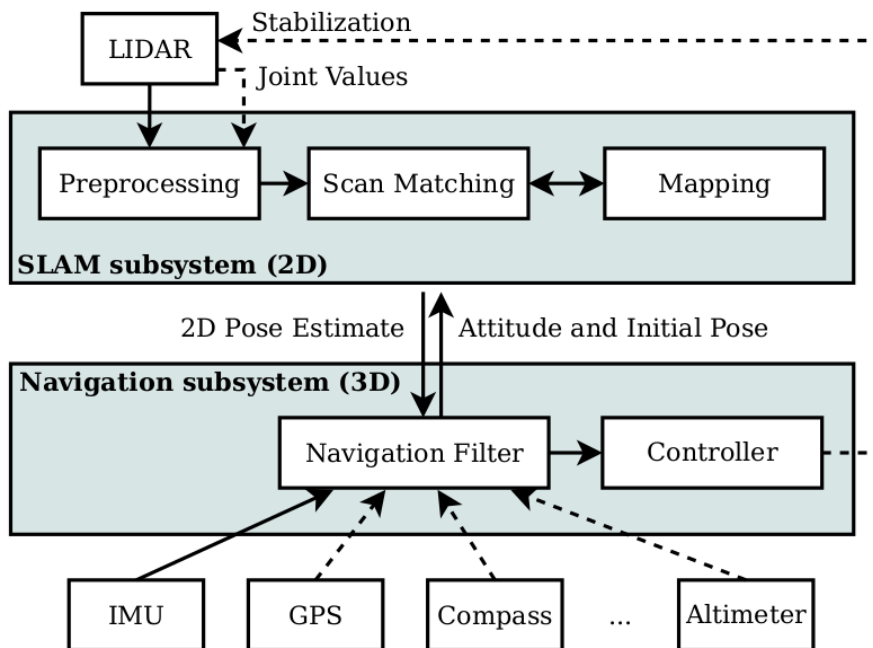 Stabilization
LIDAR
Joint Values
Preprocessing
Scan Matching
Mapping
SLAM subsystem (2D)
2D Pose Estimate
Attitude and Initial Pose
Navigation subsystem (3D)
Navigation Filter
Controller
IMU
GPS
Compass
...
Altimeter